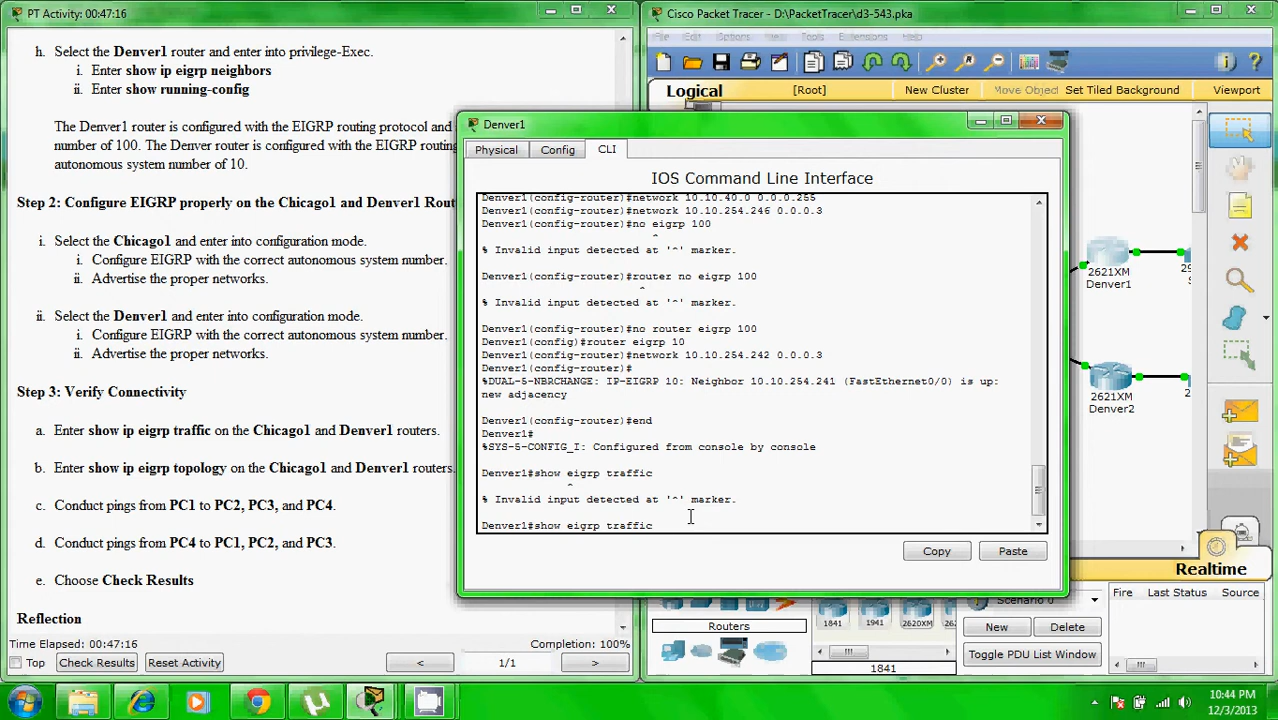 PT Activity: 00:47:16
h. Select the Denver1 router and enter into privilege-Exec.
i. Enter show ip eigrp neighbors
ii. Enter show running-config
The Denver1 router is configured with the EIGRP routing protocol and
number of 100. The Denver router is configured with the EIGRP routing
autonomous system number of 10.
Step 2: Configure EIGRP properly on the Chicago1 and Denver1 Rout
i. Select the Chicago1 and enter into configuration mode.
i. Configure EIGRP with the correct autonomous system number.
ii. Advertise the proper networks.
ii. Select the Denver1 and enter into configuration mode.
i. Configure EIGRP with the correct autonomous system number.
ii. Advertise the proper networks.
Step 3: Verify Connectivity
a. Enter show ip eigrp traffic on the Chicago1 and Denver1 routers.
b. Enter show ip eigrp topology on the Chicago1 and Denver1 routers.
c. Conduct pings from PC1 to PC2, PC3, and PC4.
d. Conduct pings from PC4 to PC1, PC2, and PC3.
e. Choose Check Results
Reflection
Time Elapsed: 00:47:16
Completion: 100%
Top
Check Results
Reset Activity
<
1/1
>
Cisco Packet Tracer - D:\PacketTracer\d3-543.pka
File Edit Options View Tools Extensions Help
Logical
[Root]
New Cluster
Move Object
Set Tiled Background
Viewport
Denver1
Physical
Config
CLI
IOS Command Line Interface
Denver1(config-router)#network 10.10.40.0 0.0.0.255
Denver1(config-router)#network 10.10.254.246 0.0.0.3
Denver1(config-router)#no eigrp 100
^
% Invalid input detected at '^' marker.
Denver1(config-router)#router no eigrp 100
^
% Invalid input detected at '^' marker.
Denver1(config-router)#no router eigrp 100
Denver1(config)#router eigrp 10
Denver1(config-router)#network 10.10.254.242 0.0.0.3
Denver1(config-router)#
%DUAL-5-NBRCHANGE: IP-EIGRP 10: Neighbor 10.10.254.241 (FastEthernet0/0) is up:
new adjacency
Denver1(config-router)#end
Denver1#
%SYS-5-CONFIG_I: Configured from console by console
Denver1#show eigrp traffic
^
% Invalid input detected at '^' marker.
Denver1#show eigrp traffic
Copy
Paste
2621XM
Denver1
2621XM
Denver2
Realtime
Routers
1841
1941
2620XM
1841
Scenario 0
New
Delete
Toggle PDU List Window
Fire
Last Status
Source
10:44 PM
12/3/2013